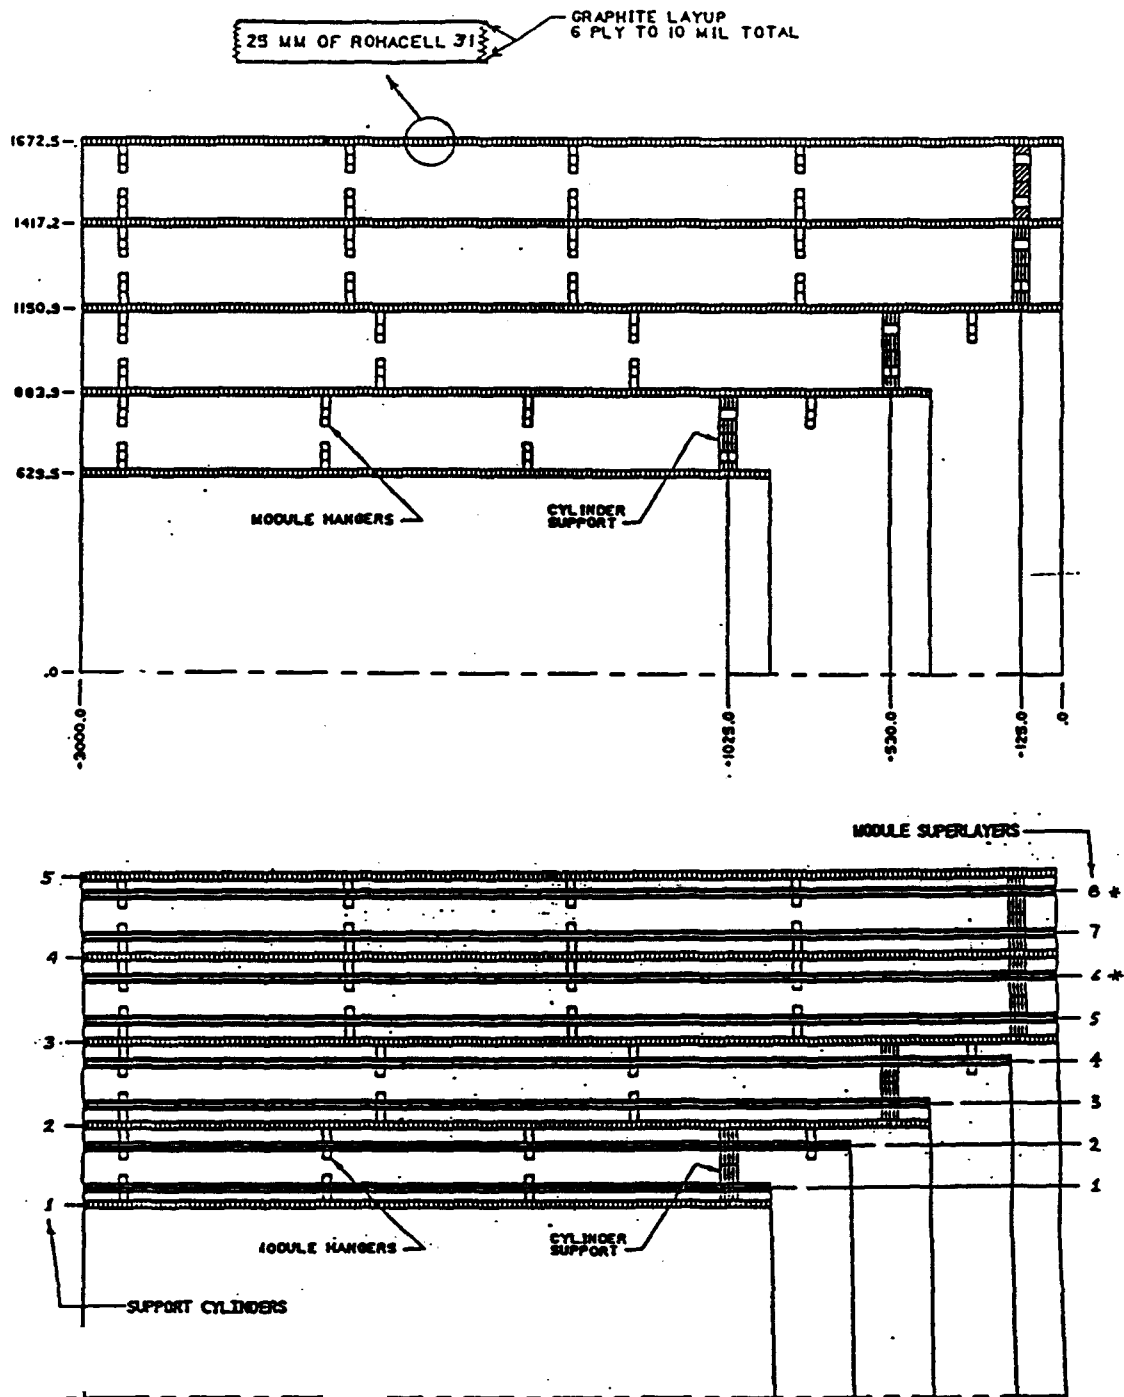 25 MM OF ROHACELL 31
GRAPHITE LAYUP
6 PLY TO 10 MIL TOTAL
1672.5
1417.2
1150.9
883.9
629.5
.0
MODULE HANGERS
CYLINDER
SUPPORT
-3000.0
-1025.0
-530.0
-125.0
.0
MODULE SUPERLAYERS
5
8 *
7
4
6 *
5
3
4
3
2
2
1
1
MODULE HANGERS
CYLINDER
SUPPORT
SUPPORT CYLINDERS